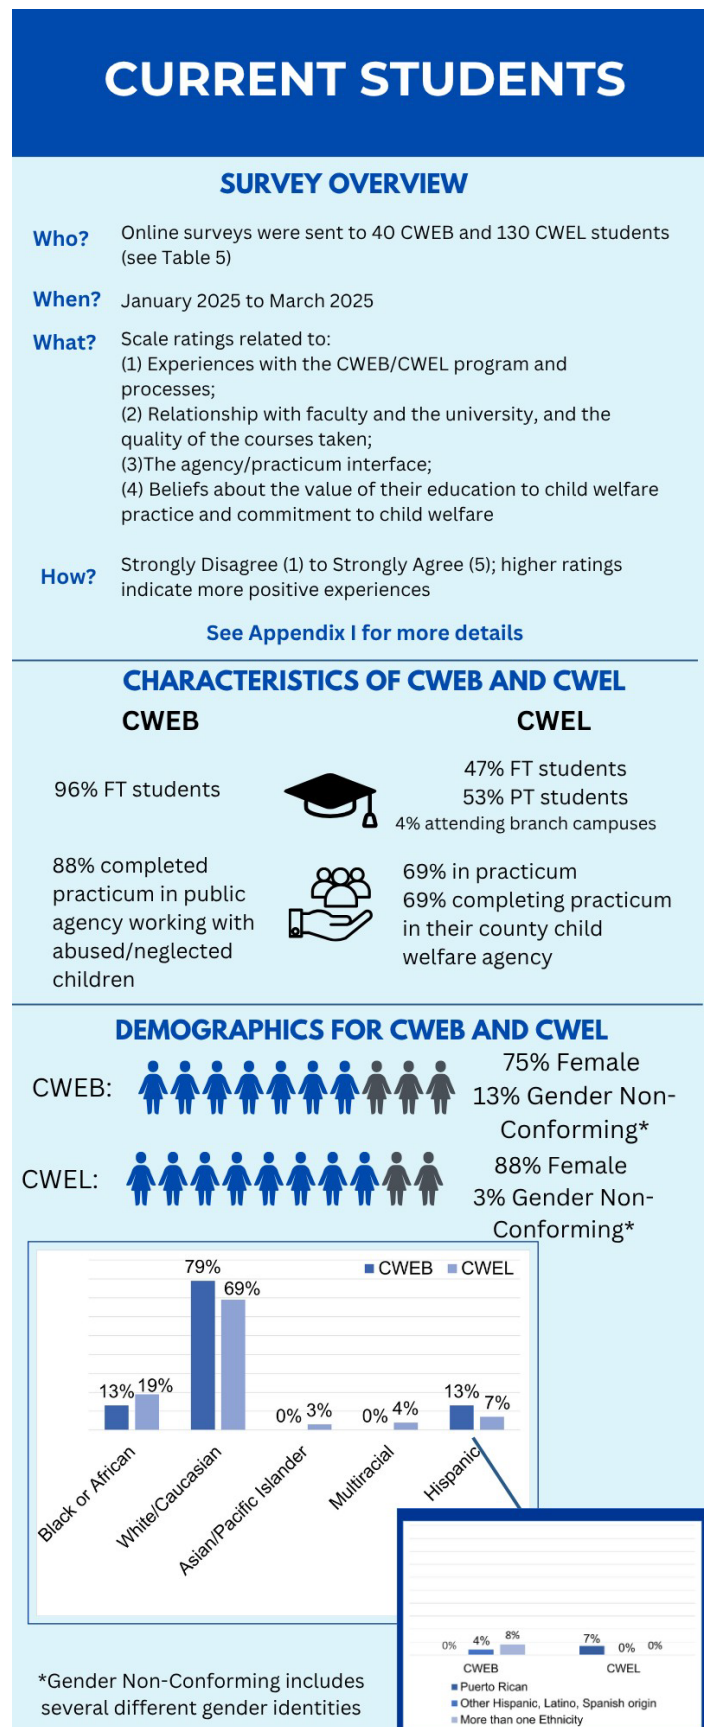 CURRENT STUDENTS
SURVEY OVERVIEW
Who?
Online surveys were sent to 40 CWEB and 130 CWEL students
(see Table 5)
When?
January 2025 to March 2025
What?
Scale ratings related to:
(1) Experiences with the CWEB/CWEL program and
processes;
(2) Relationship with faculty and the university, and the
quality of the courses taken;
(3)The agency/practicum interface;
(4) Beliefs about the value of their education to child welfare
practice and commitment to child welfare
How?
Strongly Disagree (1) to Strongly Agree (5); higher ratings
indicate more positive experiences
See Appendix I for more details
CHARACTERISTICS OF CWEB AND CWEL
CWEB
96% FT students
88% completed
practicum in public
agency working with
abused/neglected
children
CWEL
47% FT students
53% PT students
4% attending branch campuses
69% in practicum
69% completing practicum
in their county child
welfare agency
DEMOGRAPHICS FOR CWEB AND CWEL
CWEB:
75% Female
13% Gender Non-
Conforming*
CWEL:
88% Female
3% Gender Non-
Conforming*
CWEB CWEL
79%
69%
13% 19%
0% 3%
0% 4%
13% 7%
Black or African
White/Caucasian
Asian/Pacific Islander
Multiracial
Hispanic
0% 4% 8%
7% 0% 0%
CWEB CWEL
Puerto Rican
Other Hispanic, Latino, Spanish origin
More than one Ethnicity
*Gender Non-Conforming includes
several different gender identities